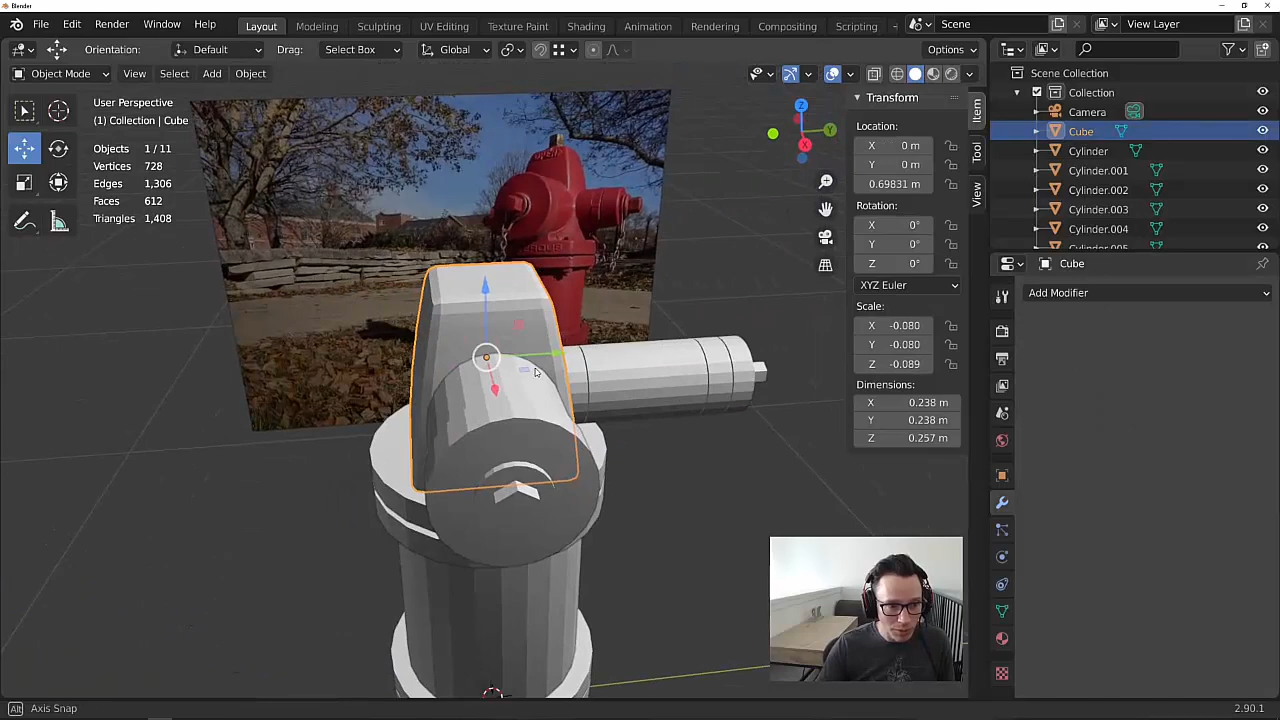 Blender
File Edit Render Window Help Layout Modeling Sculpting UV Editing Texture Paint Shading Animation Rendering Compositing Scripting + Scene View Layer
Orientation: Default Drag: Select Box Global Options
Object Mode View Select Add Object
User Perspective
(1) Collection | Cube
Objects 1 / 11
Vertices 728
Edges 1,306
Faces 612
Triangles 1,408
Z
Y
X
Transform
Location:
X 0 m
Y 0 m
Z 0.69831 m
Rotation:
X 0°
Y 0°
Z 0°
XYZ Euler
Scale:
X -0.080
Y -0.080
Z -0.089
Dimensions:
X 0.238 m
Y 0.238 m
Z 0.257 m
Item
Tool
View
Scene Collection
Collection
Camera
Cube
Cylinder
Cylinder.001
Cylinder.002
Cylinder.003
Cylinder.004
Cylinder.005
Cube
Add Modifier
Alt Axis Snap 2.90.1